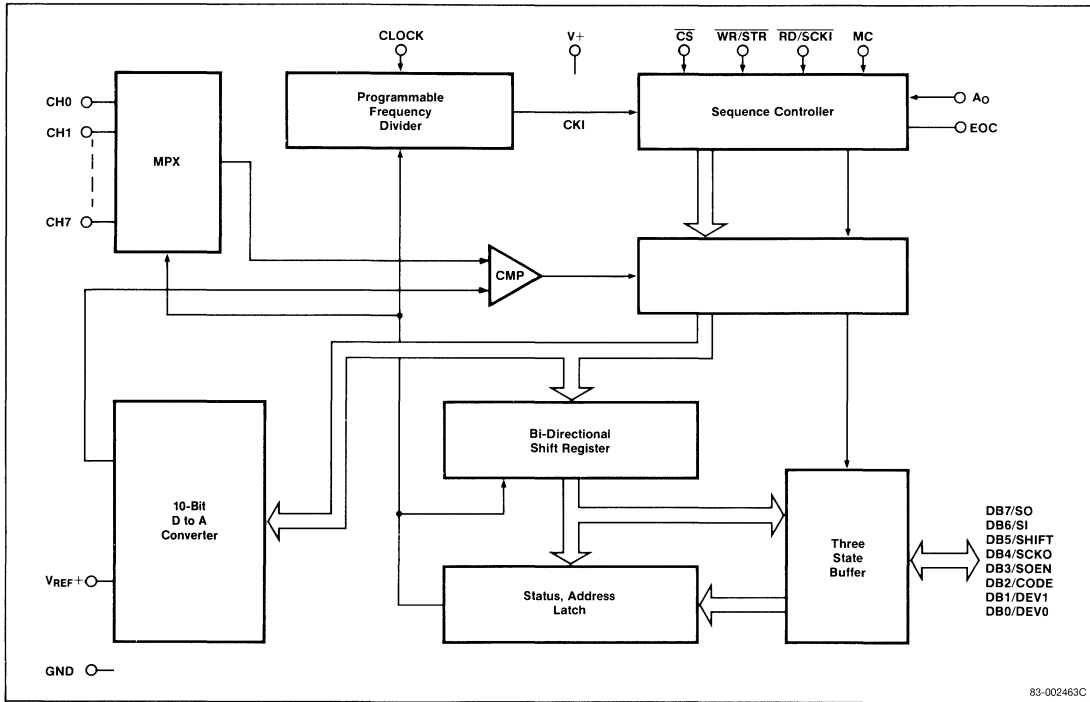 CLOCK
V+
CS
WR/STR
RD/SCKI
MC
CH0
CH1
CH7
MPX
Programmable
Frequency
Divider
CKI
Sequence Controller
AO
EOC
CMP
Bi-Directional
Shift Register
10-Bit
D to A
Converter
VREF+
GND
Status, Address
Latch
Three
State
Buffer
DB7/SO
DB6/SI
DB5/SHIFT
DB4/SCKO
DB3/SOEN
DB2/CODE
DB1/DEV1
DB0/DEV0
83-002463C